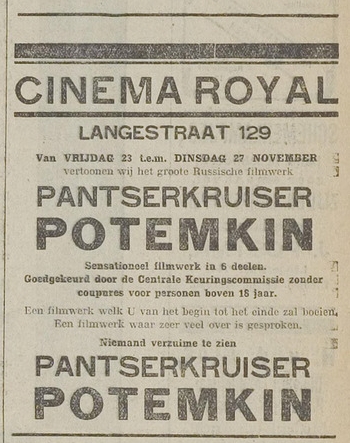 CINEMA ROYAL
LANGESTRAAT 129
Van VRIJDAG 23 t.e.m. DINSDAG 27 NOVEMBER
vertoonen wij het groote Russische filmwerk
PANTSERKRUISER
POTEMKIN
Sensationeel filmwerk in 6 deelen.
Goedgekeurd door de Centrale Keuringscommissie zonder
coupures voor personen boven 18 jaar.
Een filmwerk welk U van het begin tot het einde zal boeien,
Een filmwerk waar zeer veel over is gesproken.
Niemand verzuime te zien
PANTSERKRUISER
POTEMKIN